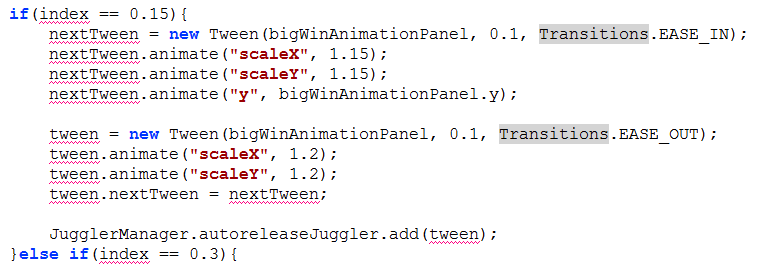 if(index == 0.15){
nextTween = new Tween(bigWinAnimationPanel, 0.1, Transitions.EASE_IN);
nextTween.animate("scaleX", 1.15);
nextTween.animate("scaleY", 1.15);
nextTween.animate("y", bigWinAnimationPanel.y);
tween = new Tween(bigWinAnimationPanel, 0.1, Transitions.EASE_OUT);
tween.animate("scaleX", 1.2);
tween.animate("scaleY", 1.2);
tween.nextTween = nextTween;
JugglerManager.autoreleaseJuggler.add(tween);
}else if(index == 0.3){